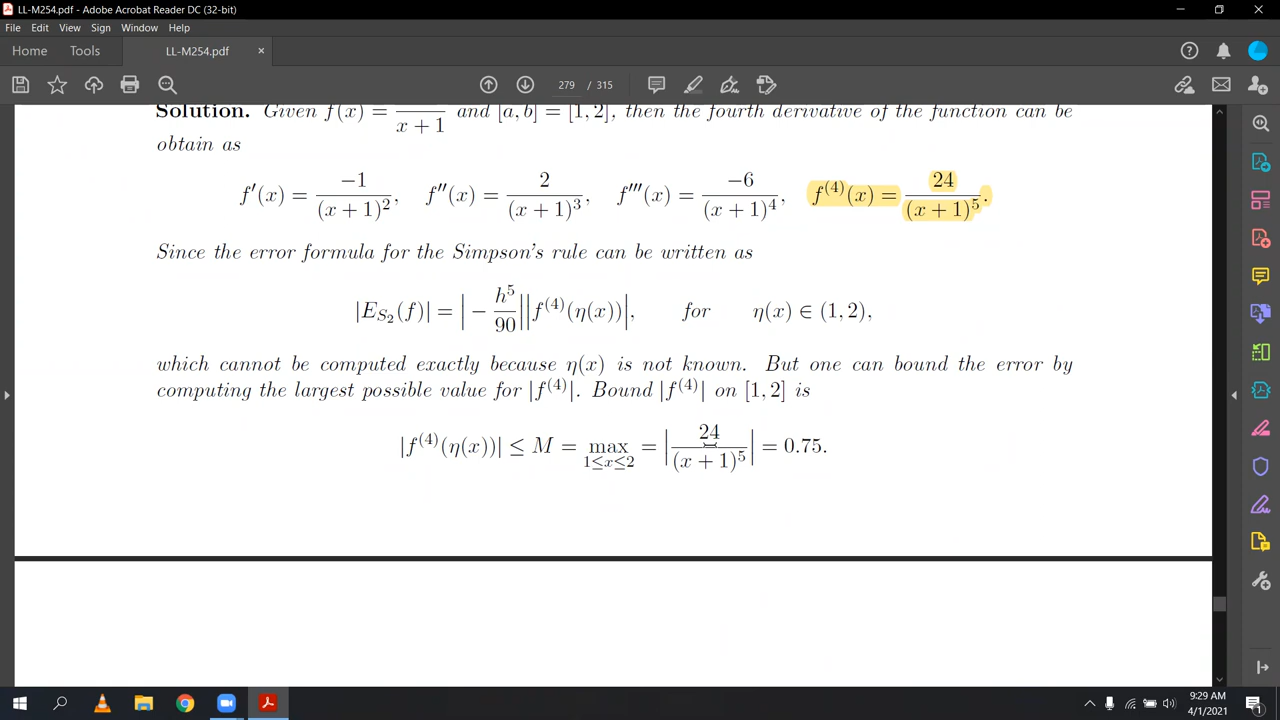 LL-M254.pdf - Adobe Acrobat Reader DC (32-bit)
File Edit View Sign Window Help
Home Tools LL-M254.pdf ×
279 / 315
Solution. Given f(x) = 1/(x + 1) and [a, b] = [1, 2], then the fourth derivative of the function can be
obtain as
f′(x) = −1/(x + 1)², f″(x) = 2/(x + 1)³, f‴(x) = −6/(x + 1)⁴, f⁽⁴⁾(x) = 24/(x + 1)⁵.
Since the error formula for the Simpson's rule can be written as
|E_{S₂}(f)| = |− h⁵/90||f⁽⁴⁾(η(x))|, for η(x) ∈ (1, 2),
which cannot be computed exactly because η(x) is not known. But one can bound the error by
computing the largest possible value for |f⁽⁴⁾|. Bound |f⁽⁴⁾| on [1, 2] is
|f⁽⁴⁾(η(x))| ≤ M = max_{1≤x≤2} = |24/(x + 1)⁵| = 0.75.
9:29 AM
4/1/2021
1